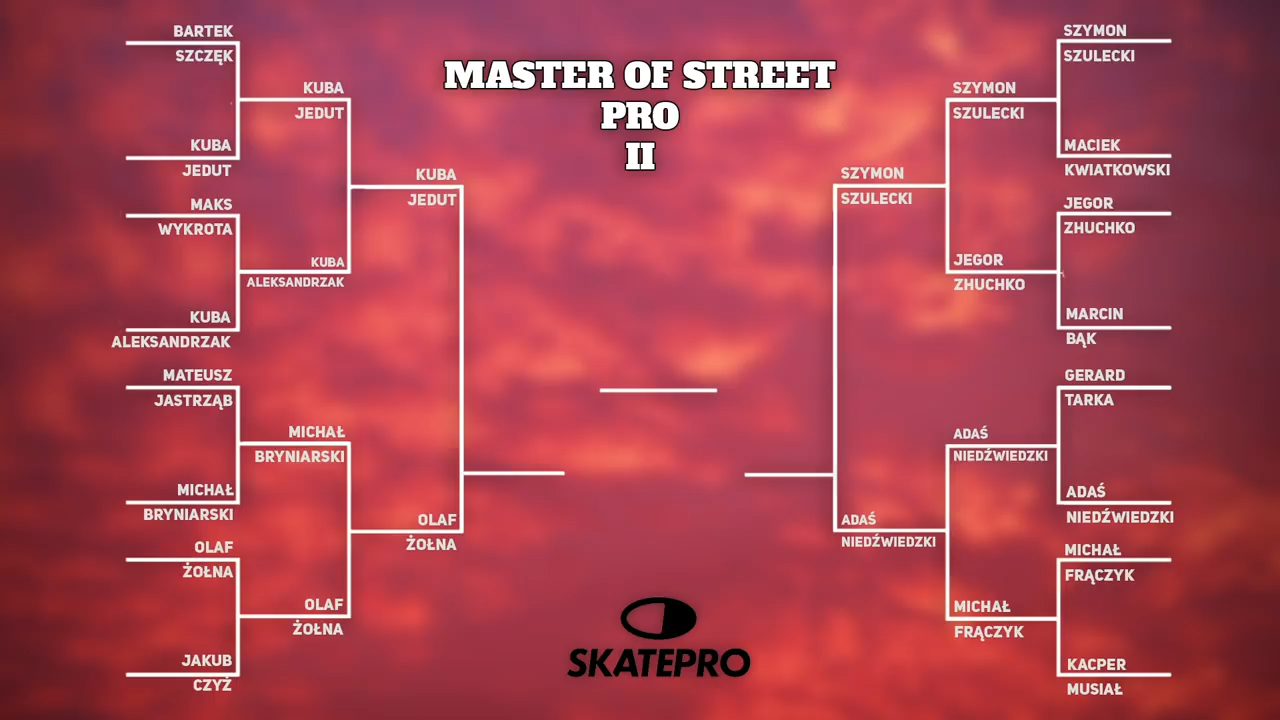 MASTER OF STREET
PRO
II
BARTEK
SZCZĘK
KUBA
JEDUT
MAKS
WYKROTA
KUBA
ALEKSANDRZAK
MATEUSZ
JASTRZĄB
MICHAŁ
BRYNIARSKI
OLAF
ŻOŁNA
JAKUB
CZYŻ
KUBA
JEDUT
KUBA
ALEKSANDRZAK
MICHAŁ
BRYNIARSKI
OLAF
ŻOŁNA
KUBA
JEDUT
OLAF
ŻOŁNA
SZYMON
SZULECKI
ADAŚ
NIEDŹWIEDZKI
SZYMON
SZULECKI
JEGOR
ZHUCHKO
ADAŚ
NIEDŹWIEDZKI
MICHAŁ
FRĄCZYK
SZYMON
SZULECKI
MACIEK
KWIATKOWSKI
JEGOR
ZHUCHKO
MARCIN
BĄK
GERARD
TARKA
ADAŚ
NIEDŹWIEDZKI
MICHAŁ
FRĄCZYK
KACPER
MUSIAŁ
SKATEPRO